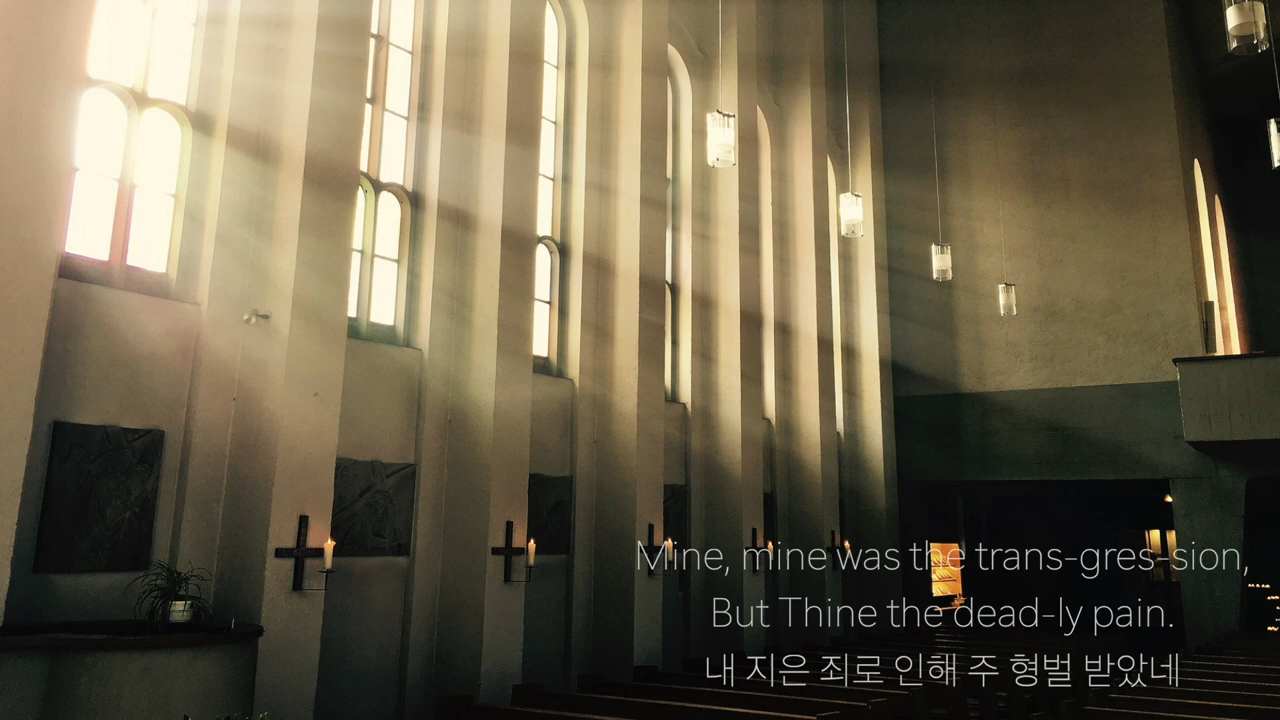 Mine, mine was the trans-gres-sion,
But Thine the dead-ly pain.
내 지은 죄로 인해 주 형벌 받았네